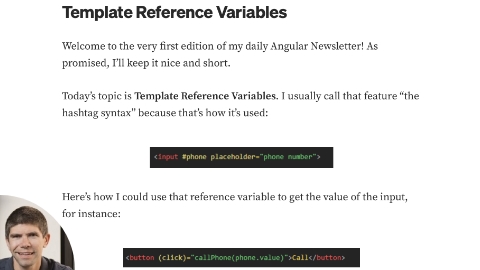 Template Reference Variables
Welcome to the very first edition of my daily Angular Newsletter! As
promised, I’ll keep it nice and short.
Today’s topic is Template Reference Variables. I usually call that feature “the
hashtag syntax” because that’s how it’s used:
<input #phone placeholder="phone number">
Here’s how I could use that reference variable to get the value of the input,
for instance:
<button (click)="callPhone(phone.value)">Call</button>